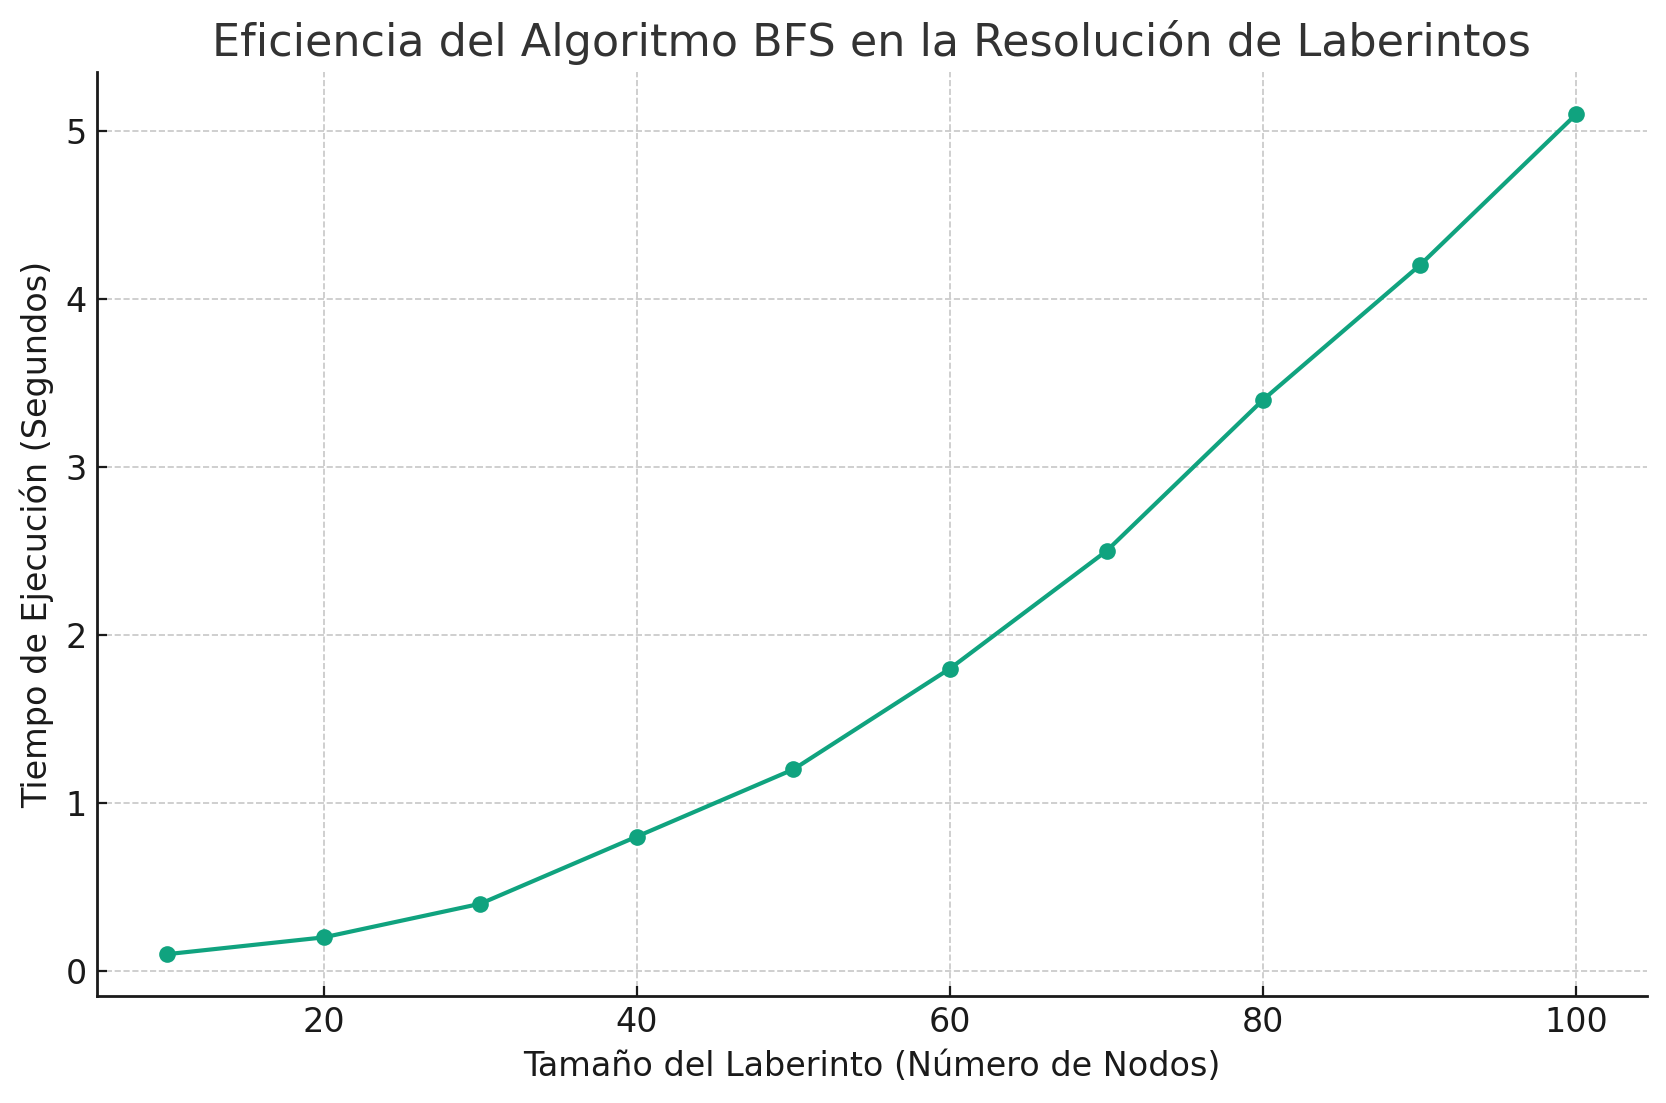 Eficiencia del Algoritmo BFS en la Resolución de Laberintos
Tiempo de Ejecución (Segundos)
5
4
3
2
1
0
20 40 60 80 100
Tamaño del Laberinto (Número de Nodos)